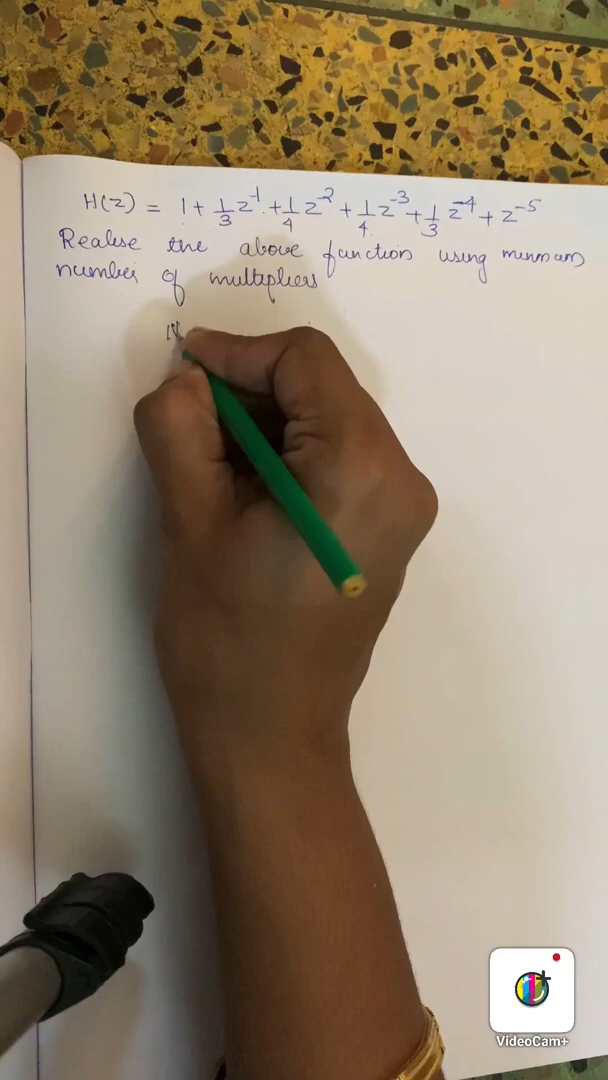 H(z) = 1 + 1/3 z^-1 + 1/4 z^-2 + 1/4 z^-3 + 1/3 z^-4 + z^-5
Realise the above function using
number of multipliers
N
VideoCam+